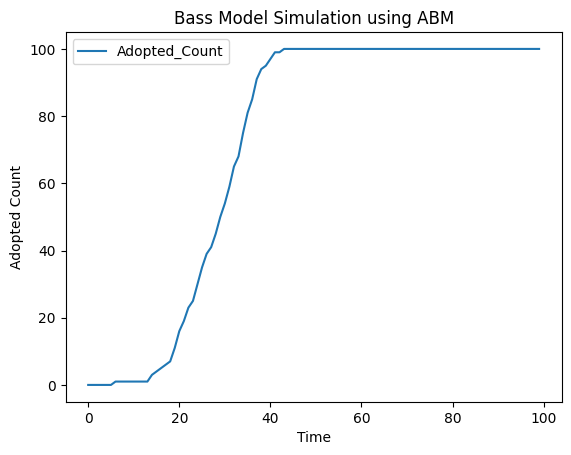 Bass Model Simulation using ABM
Adopted_Count
100
80
60
40
20
0
Adopted Count
0 20 40 60 80 100
Time